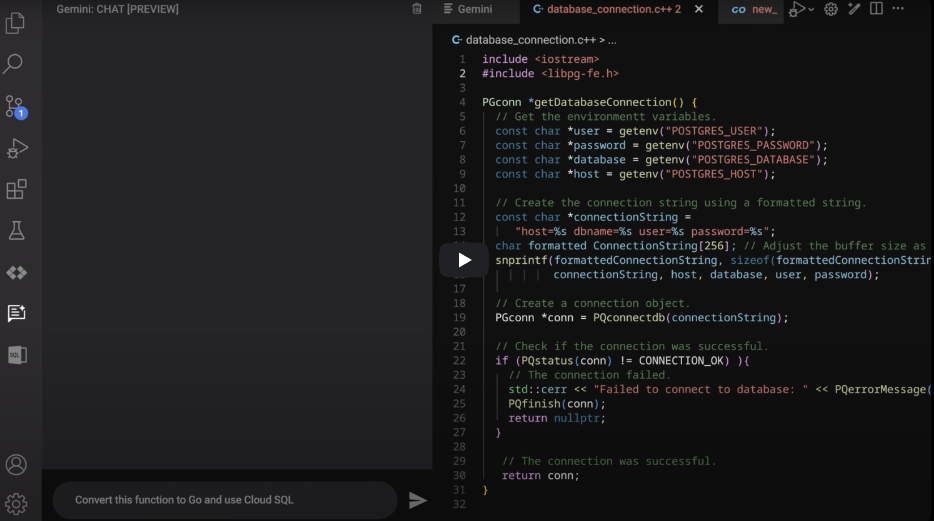 Gemini: CHAT [PREVIEW]
Gemini
C- database_connection.c++ 2
GO new_
C- database_connection.c++ > ...
1 include <iostream>
2 #include <libpg-fe.h>
3
4 PGconn *getDatabaseConnection() {
5 // Get the environmentt variables.
6 const char *user = getenv("POSTGRES_USER");
7 const char *password = getenv("POSTGRES_PASSWORD");
8 const char *database = getenv("POSTGRES_DATABASE");
9 const char *host = getenv("POSTGRES_HOST");
10
11 // Create the connection string using a formatted string.
12 const char *connectionString =
13 "host=%s dbname=%s user=%s password=%s";
char formatted ConnectionString[256]; // Adjust the buffer size as
snprintf(formattedConnectionString, sizeof(formattedConnectionStrin
connectionString, host, database, user, password);
17
18 // Create a connection object.
19 PGconn *conn = PQconnectdb(connectionString);
20
21 // Check if the connection was successful.
22 if (PQstatus(conn) != CONNECTION_OK) ){
23 // The connection failed.
24 std::cerr << "Failed to connect to database: " << PQerrorMessage(
25 PQfinish(conn);
26 return nullptr;
27 }
28
29 // The connection was successful.
30 return conn;
31 }
32
1
SQL
Convert this function to Go and use Cloud SQL